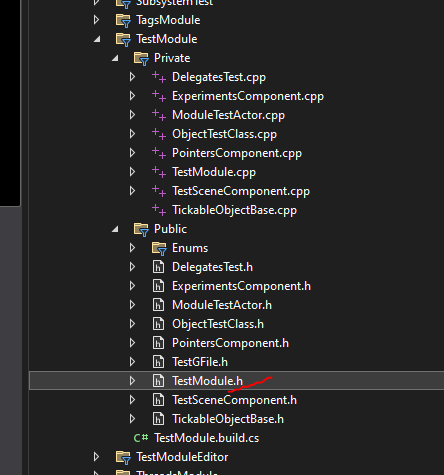 SubsystemTest
TagsModule
TestModule
Private
DelegatesTest.cpp
ExperimentsComponent.cpp
ModuleTestActor.cpp
ObjectTestClass.cpp
PointersComponent.cpp
TestModule.cpp
TestSceneComponent.cpp
TickableObjectBase.cpp
Public
Enums
DelegatesTest.h
ExperimentsComponent.h
ModuleTestActor.h
ObjectTestClass.h
PointersComponent.h
TestGFile.h
TestModule.h
TestSceneComponent.h
TickableObjectBase.h
C# TestModule.build.cs
TestModuleEditor
ThreadsModule